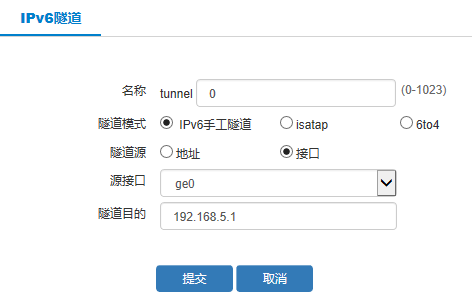 IPv6隧道
名称 tunnel 0 (0-1023)
隧道模式 IPv6手工隧道 isatap 6to4
隧道源 地址 接口
源接口 ge0
隧道目的 192.168.5.1
提交 取消